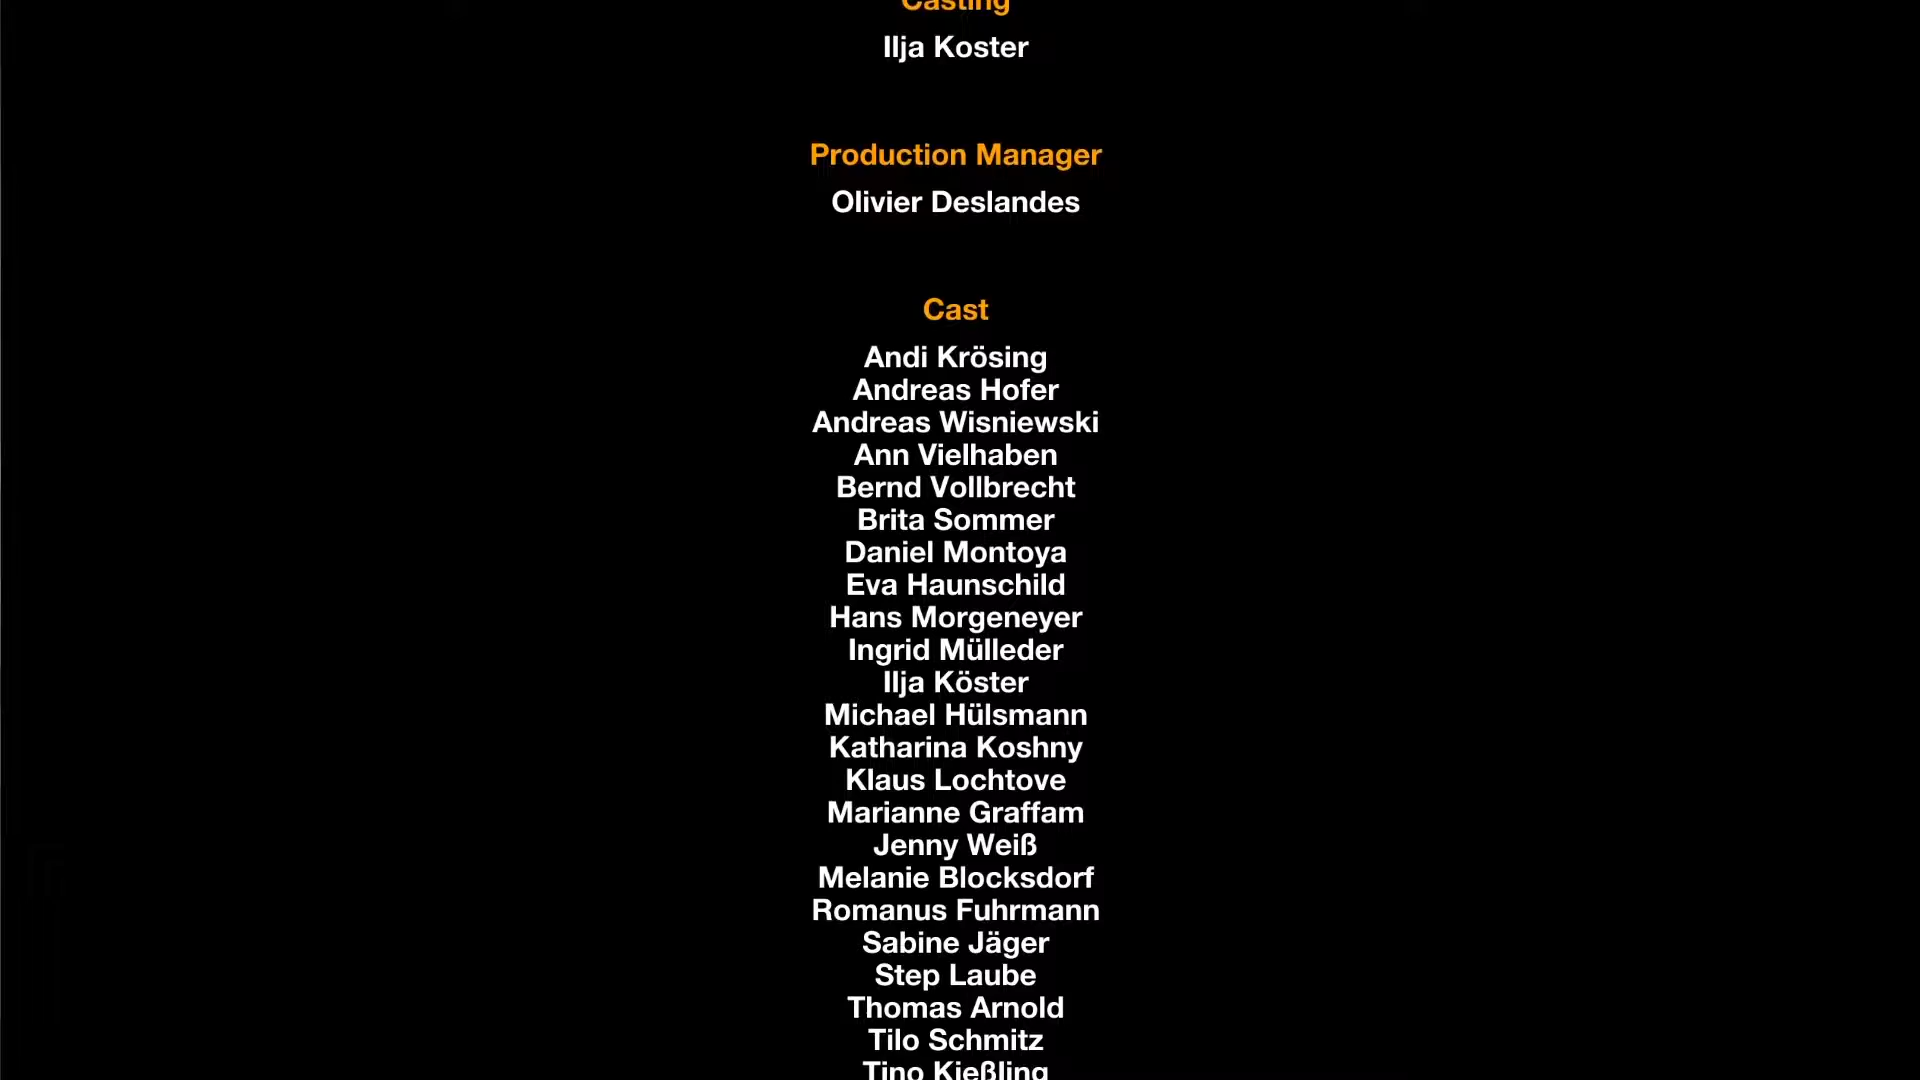 Casting
Ilja Koster
Production Manager
Olivier Deslandes
Cast
Andi Krösing
Andreas Hofer
Andreas Wisniewski
Ann Vielhaben
Bernd Vollbrecht
Brita Sommer
Daniel Montoya
Eva Haunschild
Hans Morgeneyer
Ingrid Mülleder
Ilja Köster
Michael Hülsmann
Katharina Koshny
Klaus Lochtove
Marianne Graffam
Jenny Weiß
Melanie Blocksdorf
Romanus Fuhrmann
Sabine Jäger
Step Laube
Thomas Arnold
Tilo Schmitz
Tino Kießling